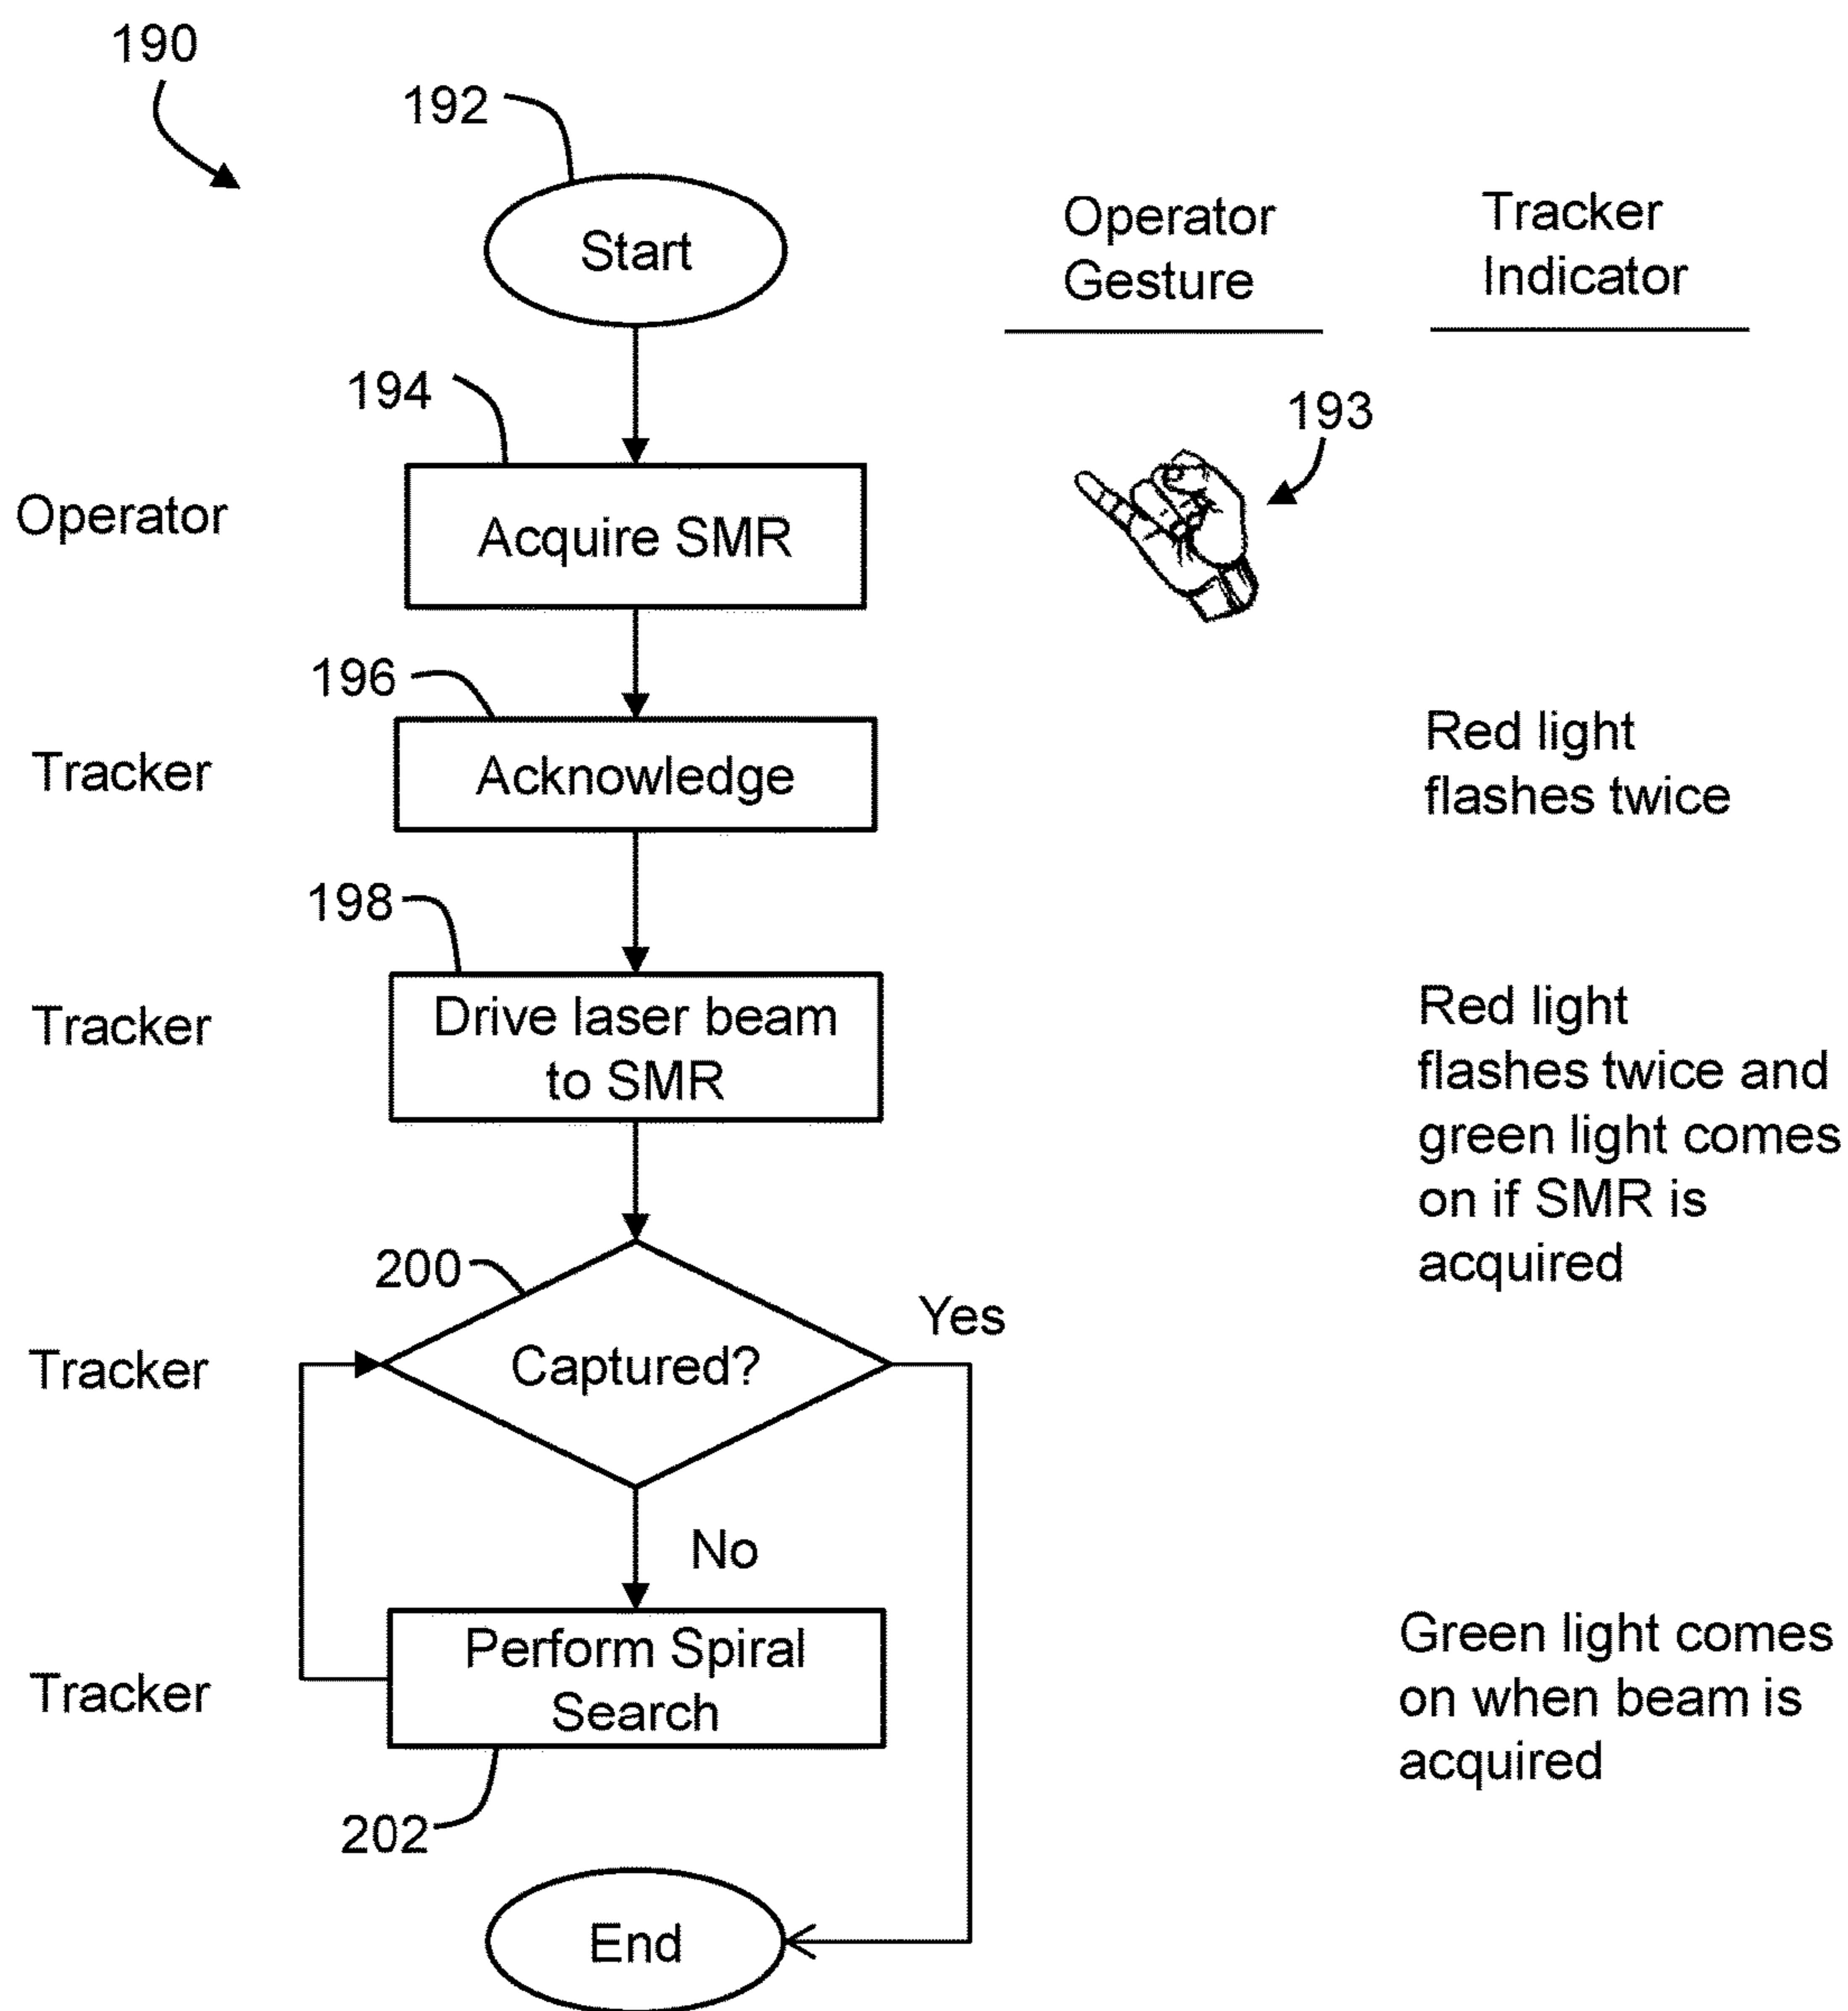 190
192
Start
Operator
Gesture
Tracker
Indicator
194
193
Operator
Acquire SMR
196
Tracker
Acknowledge
Red light
flashes twice
198
Tracker
Drive laser beam
to SMR
Red light
flashes twice and
green light comes
on if SMR is
acquired
200
Yes
Tracker
Captured?
No
Tracker
Perform Spiral
Search
Green light comes
on when beam is
acquired
202
End